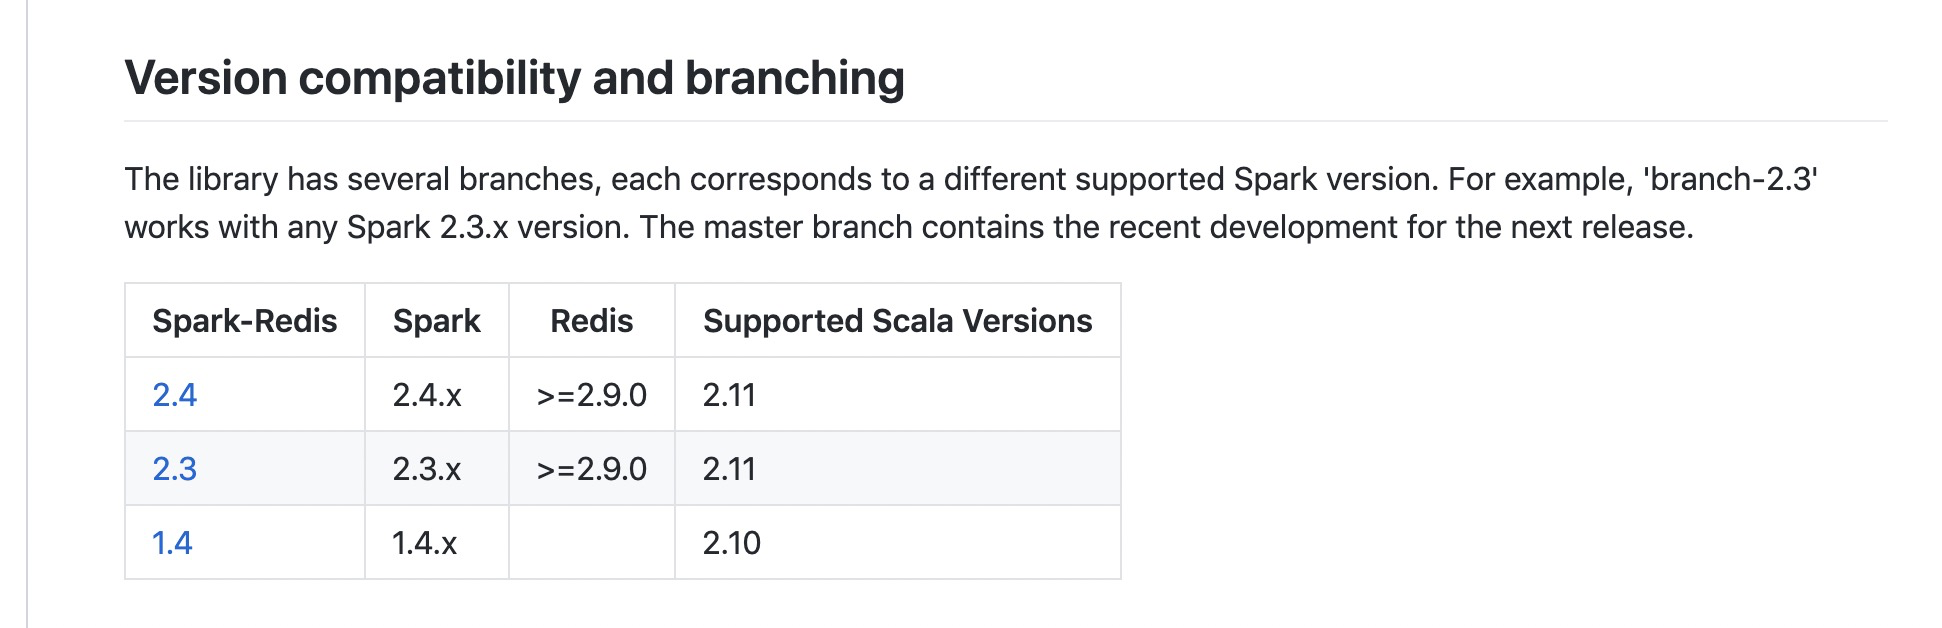 Version compatibility and branching
The library has several branches, each corresponds to a different supported Spark version. For example, 'branch-2.3'
works with any Spark 2.3.x version. The master branch contains the recent development for the next release.
Spark-Redis Spark Redis Supported Scala Versions
2.4 2.4.x >=2.9.0 2.11
2.3 2.3.x >=2.9.0 2.11
1.4 1.4.x 2.10